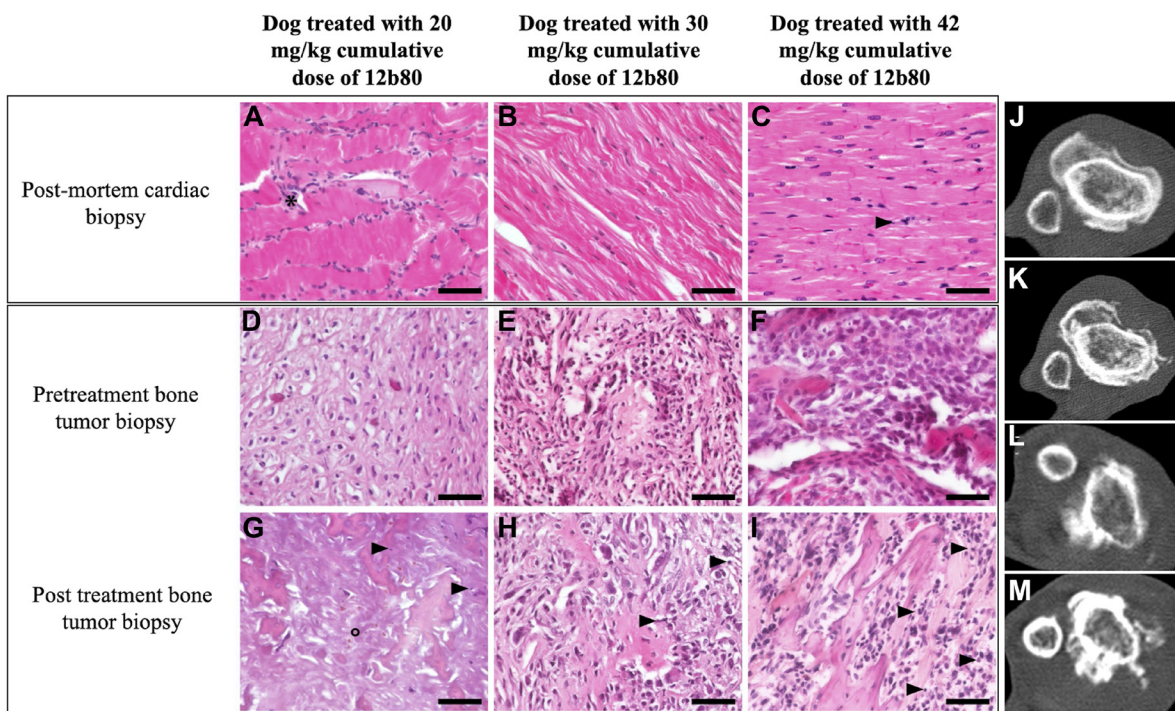 Dog treated with 20
mg/kg cumulative
dose of 12b80
Dog treated with 30
mg/kg cumulative
dose of 12b80
Dog treated with 42
mg/kg cumulative
dose of 12b80
Post-mortem cardiac
biopsy
A
*
B
C
Pretreatment bone
tumor biopsy
D
E
F
Post treatment bone
tumor biopsy
G
H
I
J
K
L
M